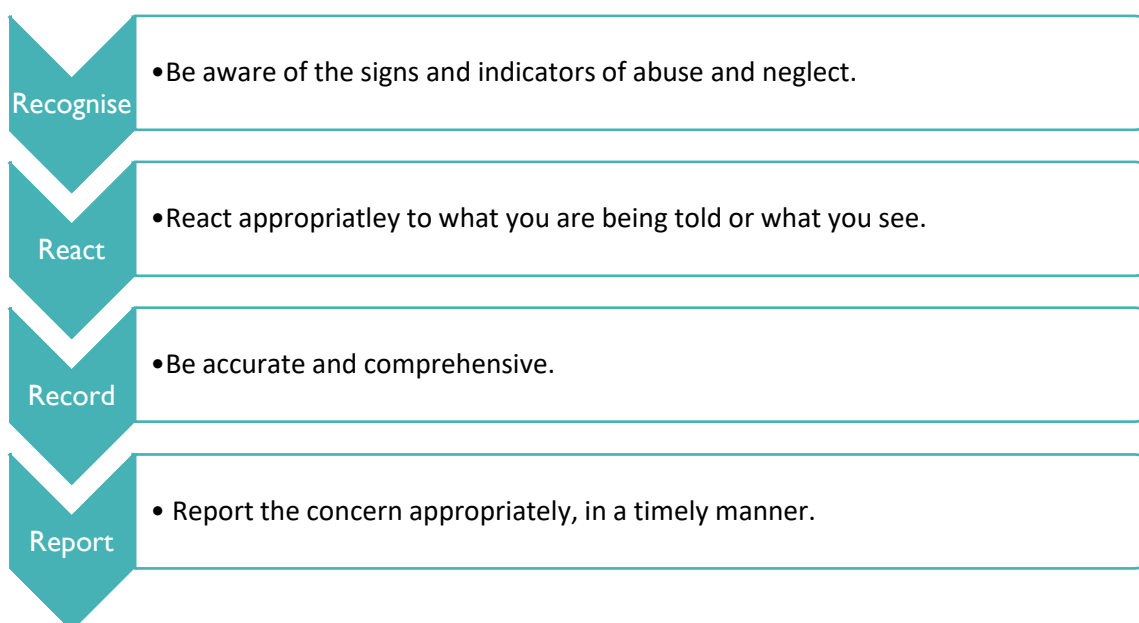 Recognise
•Be aware of the signs and indicators of abuse and neglect.
React
•React appropriatley to what you are being told or what you see.
Record
•Be accurate and comprehensive.
Report
• Report the concern appropriately, in a timely manner.